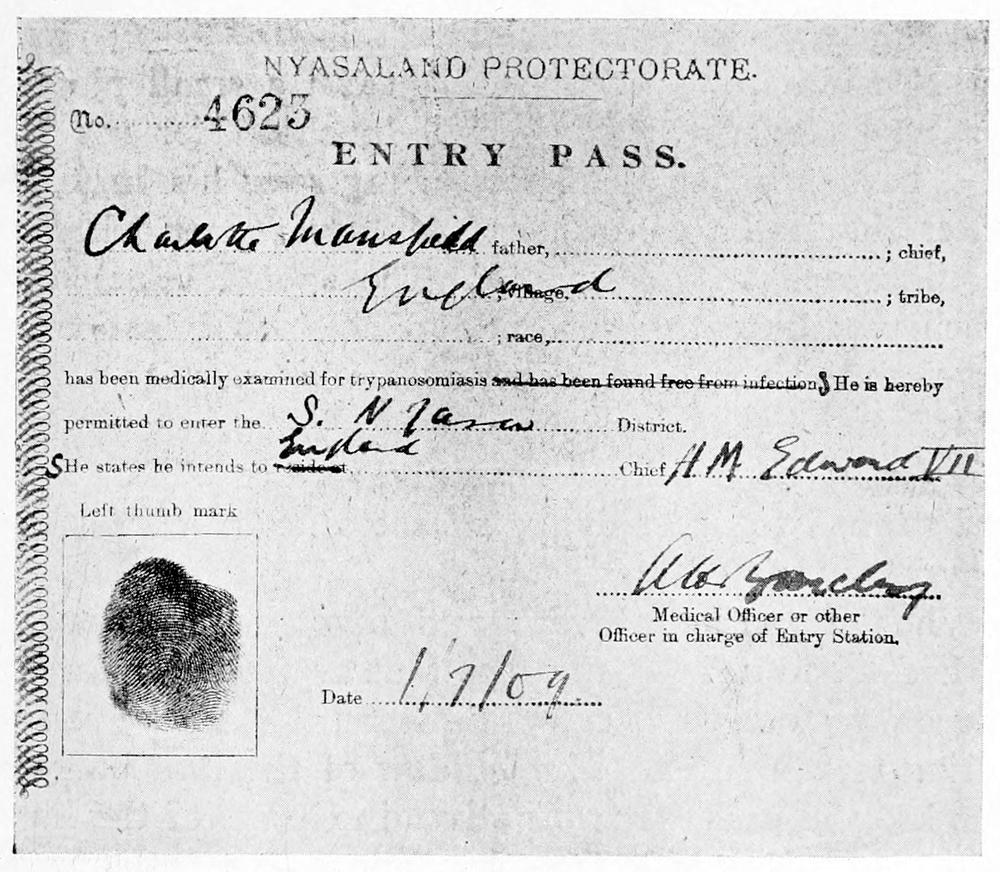 NYASALAND PROTECTORATE.
No. 4623
ENTRY PASS.
Charlotte Mansfield father, ; chief,
England ; village, ; tribe,
; race,
has been medically examined for trypanosomiasis and has been found free from infection, SHe is hereby
permitted to enter the S. Nyasa District.
England
SHe states he intends to reside at Chief H M Edward VII
Left thumb mark
Medical Officer or other
Officer in charge of Entry Station.
Date 1/7/09